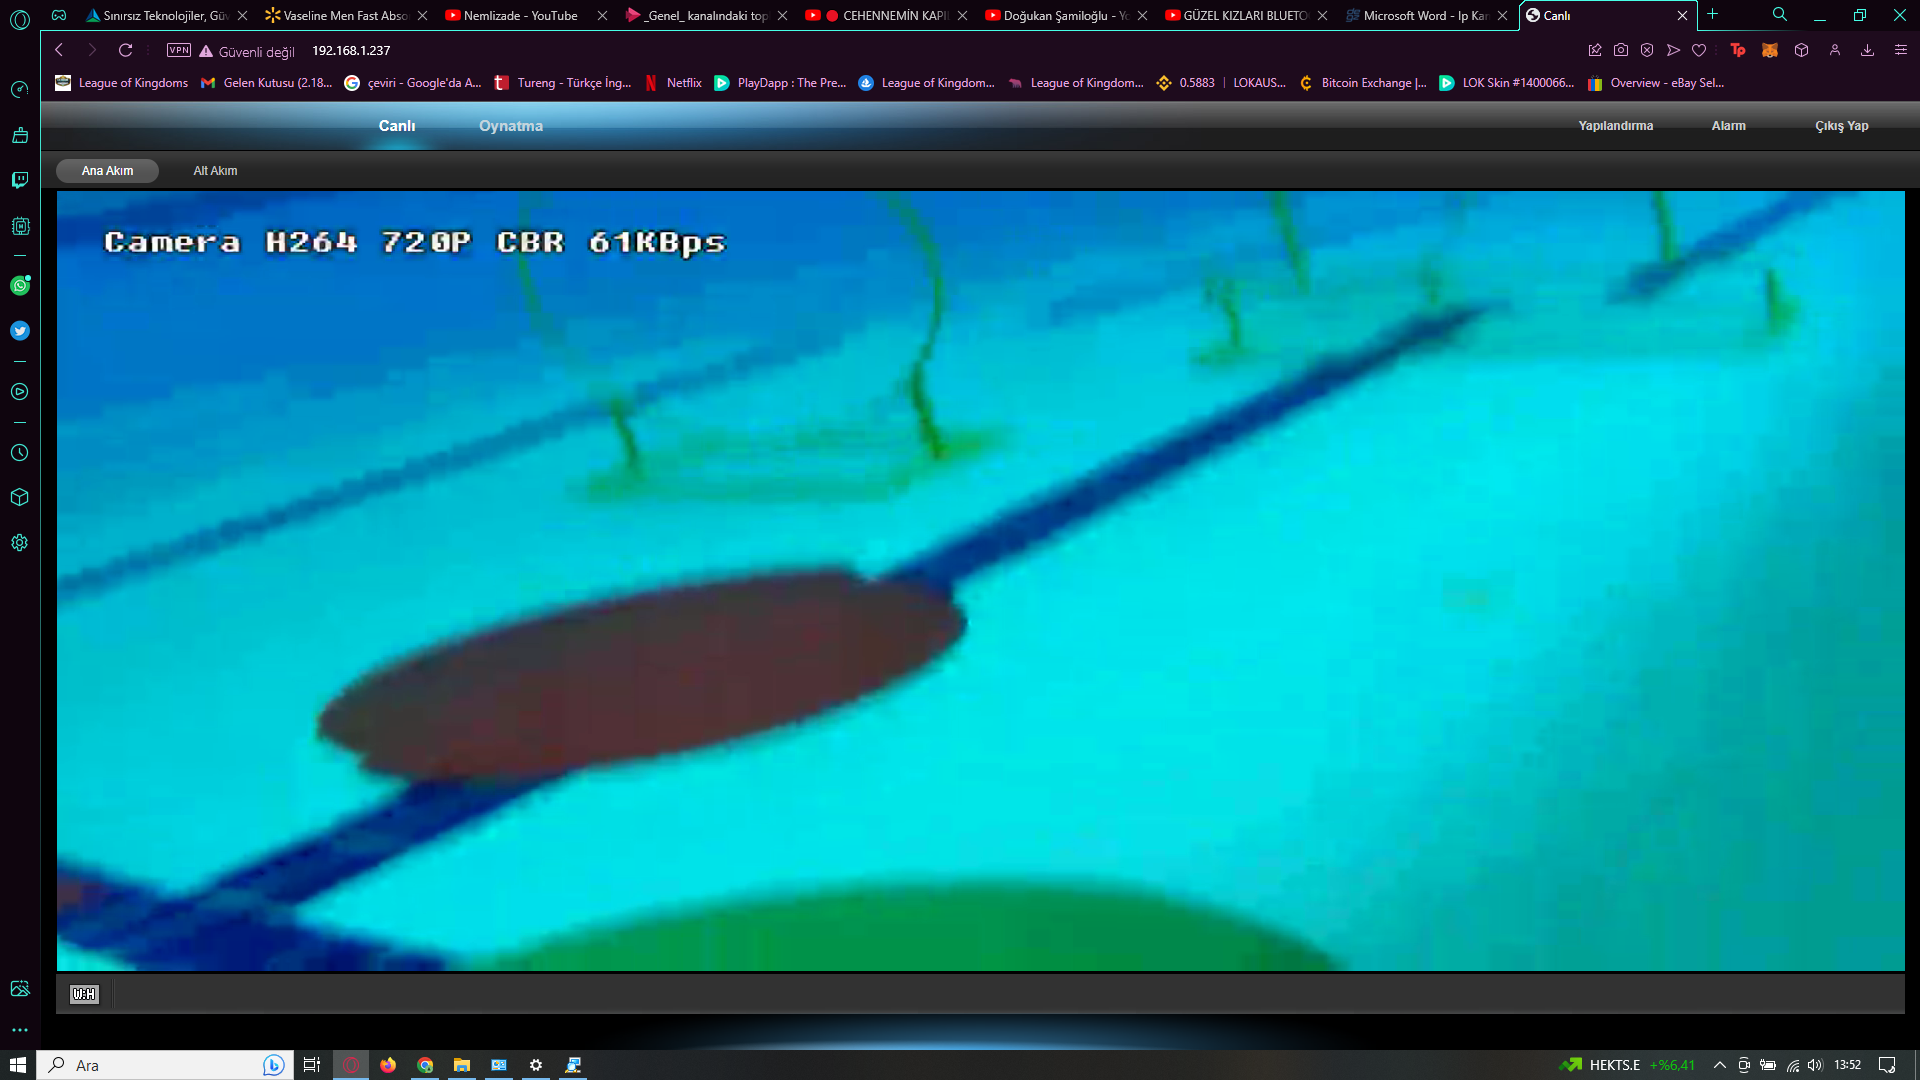 Sınırsız Teknolojiler, Güv
Vaseline Men Fast Abso
Nemlizade - YouTube
_Genel_ kanalındaki top
CEHENNEMİN KAPI
Doğukan Şamiloğlu - Yo
GÜZEL KIZLARI BLUETO
Microsoft Word - Ip Kam
Canlı
VPN
Güvenli değil
192.168.1.237
League of Kingdoms
Gelen Kutusu (2.18...
çeviri - Google'da A...
Tureng - Türkçe İng...
Netflix
PlayDapp : The Pre...
League of Kingdom...
League of Kingdom...
0.5883 | LOKAUS...
Bitcoin Exchange |...
LOK Skin #1400066...
Overview - eBay Sel...
Canlı
Oynatma
Yapılandırma
Alarm
Çıkış Yap
Ana Akım
Alt Akım
Camera H264 720P CBR 61KBps
W:H
Ara
HEKTS.E
+%6,41
13:52